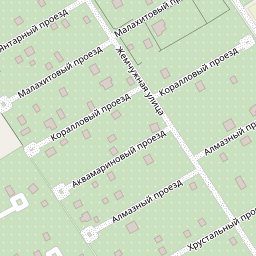 Янтарный проезд
Малахитовый проезд
Жемчужная улица
Малахитовый проезд
Коралловый проезд
Коралловый проезд
Аквамариновый проезд
Алмазный
Алмазный проезд
Хрустальный проезд